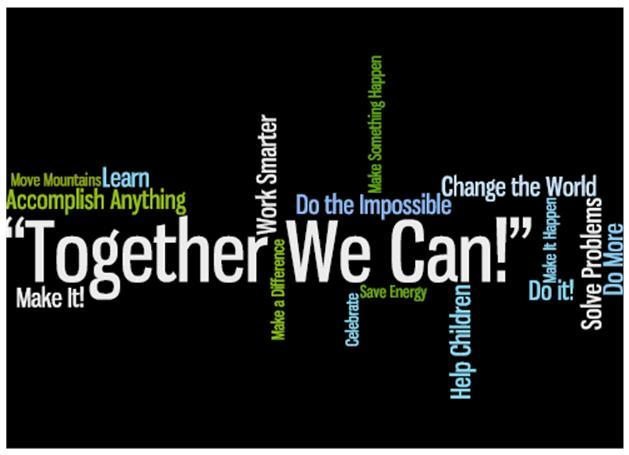 Make Something Happen
Work Smarter
Move Mountains
Learn
Change the World
Accomplish Anything
Do the Impossible
“Together We Can!”
Make It Happen
Solve Problems
Do More
Make a Difference
Make It!
Celebrate
Save Energy
Do it!
Help Children